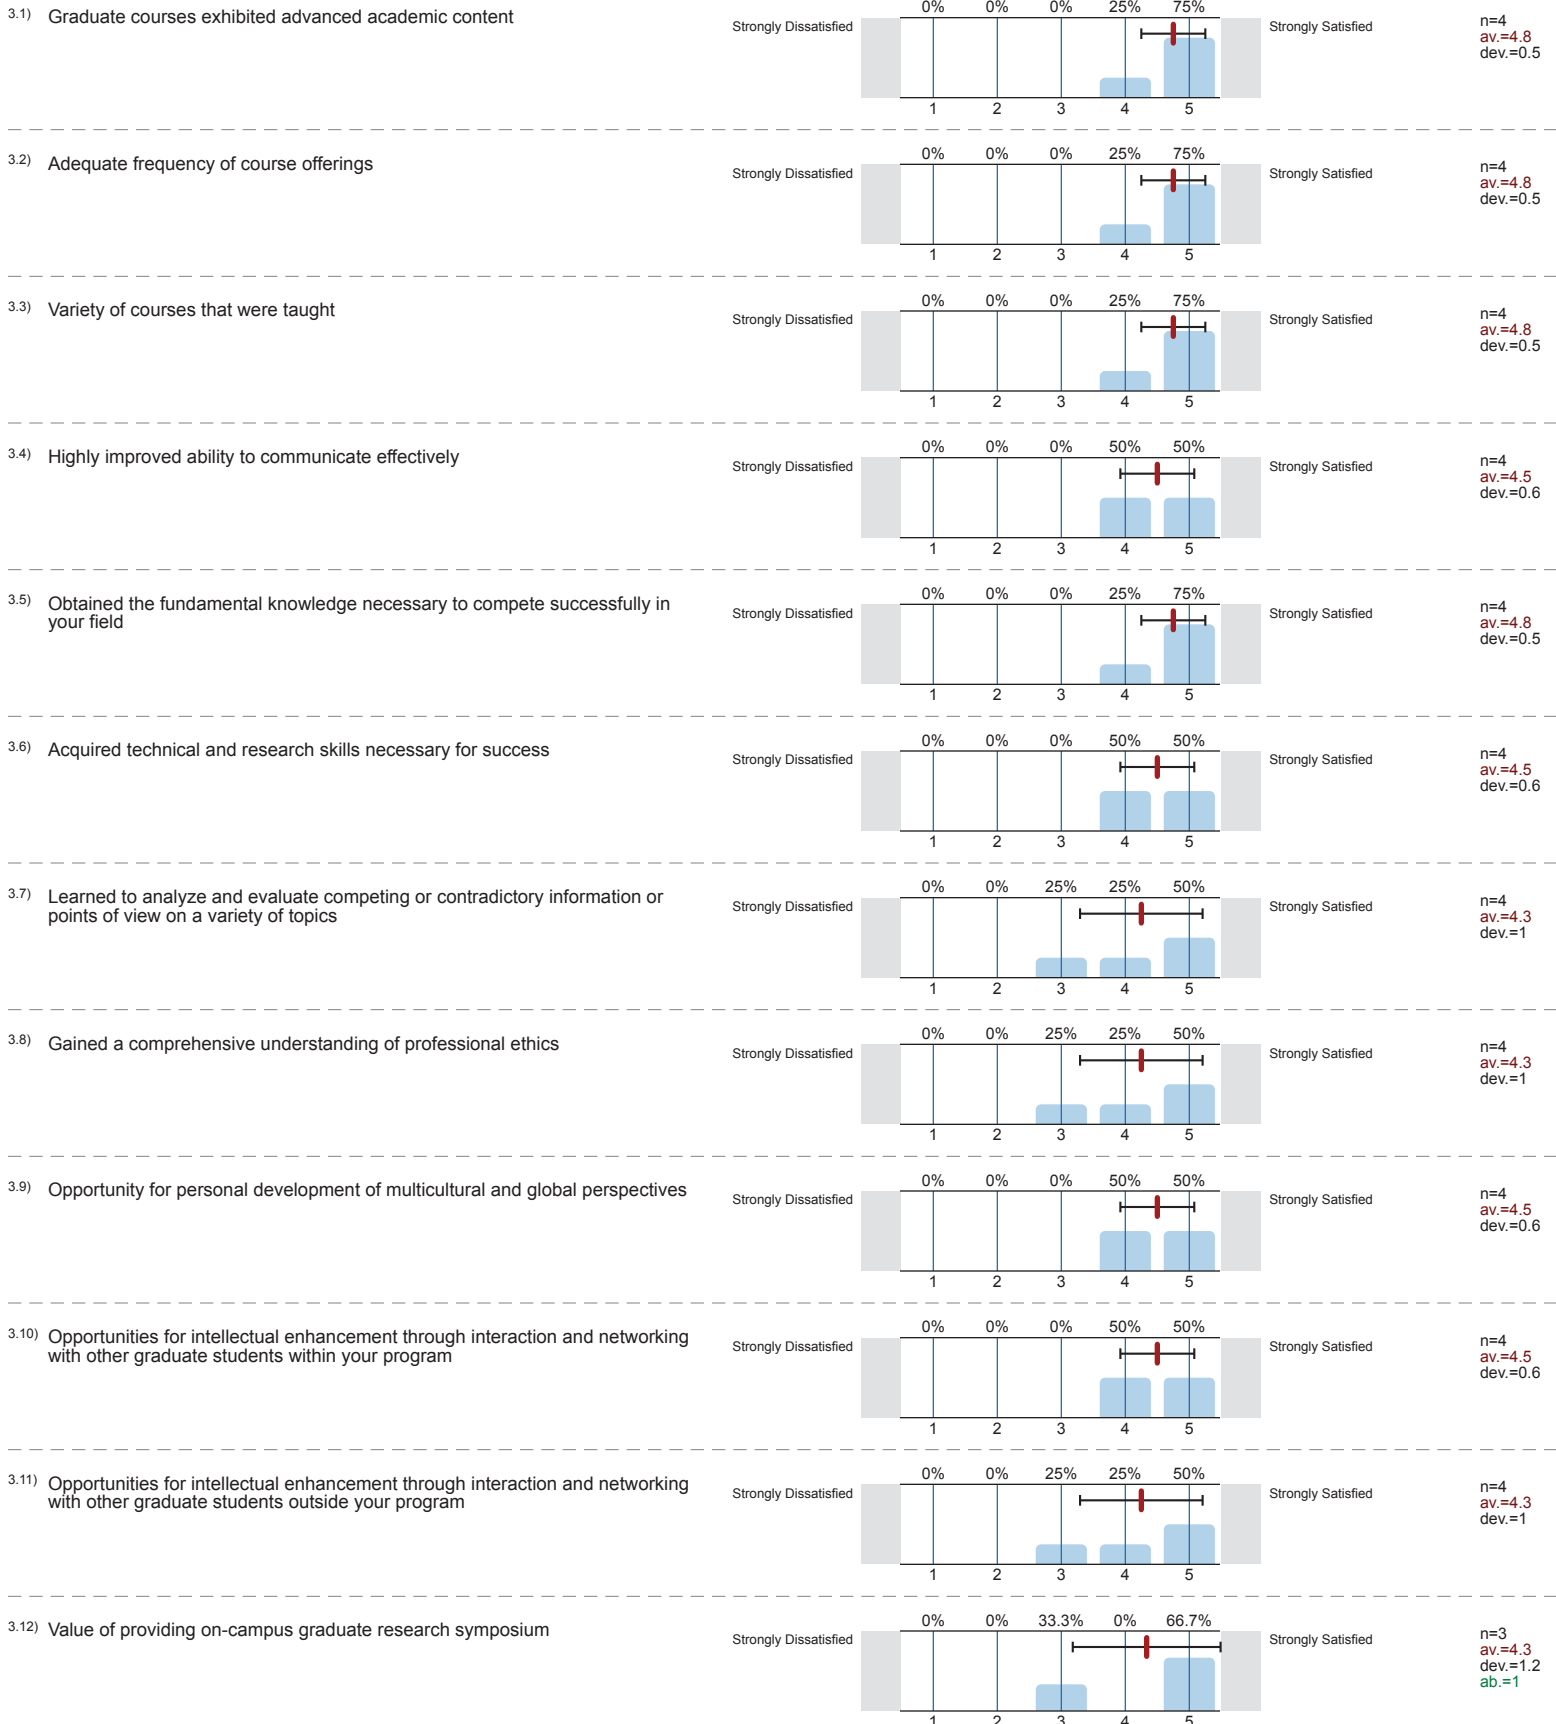 3.1) Graduate courses exhibited advanced academic content
0% 0% 0% 25% 75%
Strongly Dissatisfied Strongly Satisfied
n=4
av.=4.8
dev.=0.5
1 2 3 4 5
3.2) Adequate frequency of course offerings
0% 0% 0% 25% 75%
Strongly Dissatisfied Strongly Satisfied
n=4
av.=4.8
dev.=0.5
1 2 3 4 5
3.3) Variety of courses that were taught
0% 0% 0% 25% 75%
Strongly Dissatisfied Strongly Satisfied
n=4
av.=4.8
dev.=0.5
1 2 3 4 5
3.4) Highly improved ability to communicate effectively
0% 0% 0% 50% 50%
Strongly Dissatisfied Strongly Satisfied
n=4
av.=4.5
dev.=0.6
1 2 3 4 5
3.5) Obtained the fundamental knowledge necessary to compete successfully in
your field
0% 0% 0% 25% 75%
Strongly Dissatisfied Strongly Satisfied
n=4
av.=4.8
dev.=0.5
1 2 3 4 5
3.6) Acquired technical and research skills necessary for success
0% 0% 0% 50% 50%
Strongly Dissatisfied Strongly Satisfied
n=4
av.=4.5
dev.=0.6
1 2 3 4 5
3.7) Learned to analyze and evaluate competing or contradictory information or
points of view on a variety of topics
0% 0% 25% 25% 50%
Strongly Dissatisfied Strongly Satisfied
n=4
av.=4.3
dev.=1
1 2 3 4 5
3.8) Gained a comprehensive understanding of professional ethics
0% 0% 25% 25% 50%
Strongly Dissatisfied Strongly Satisfied
n=4
av.=4.3
dev.=1
1 2 3 4 5
3.9) Opportunity for personal development of multicultural and global perspectives
0% 0% 0% 50% 50%
Strongly Dissatisfied Strongly Satisfied
n=4
av.=4.5
dev.=0.6
1 2 3 4 5
3.10) Opportunities for intellectual enhancement through interaction and networking
with other graduate students within your program
0% 0% 0% 50% 50%
Strongly Dissatisfied Strongly Satisfied
n=4
av.=4.5
dev.=0.6
1 2 3 4 5
3.11) Opportunities for intellectual enhancement through interaction and networking
with other graduate students outside your program
0% 0% 25% 25% 50%
Strongly Dissatisfied Strongly Satisfied
n=4
av.=4.3
dev.=1
1 2 3 4 5
3.12) Value of providing on-campus graduate research symposium
0% 0% 33.3% 0% 66.7%
Strongly Dissatisfied Strongly Satisfied
n=3
av.=4.3
dev.=1.2
ab.=1
1 2 3 4 5